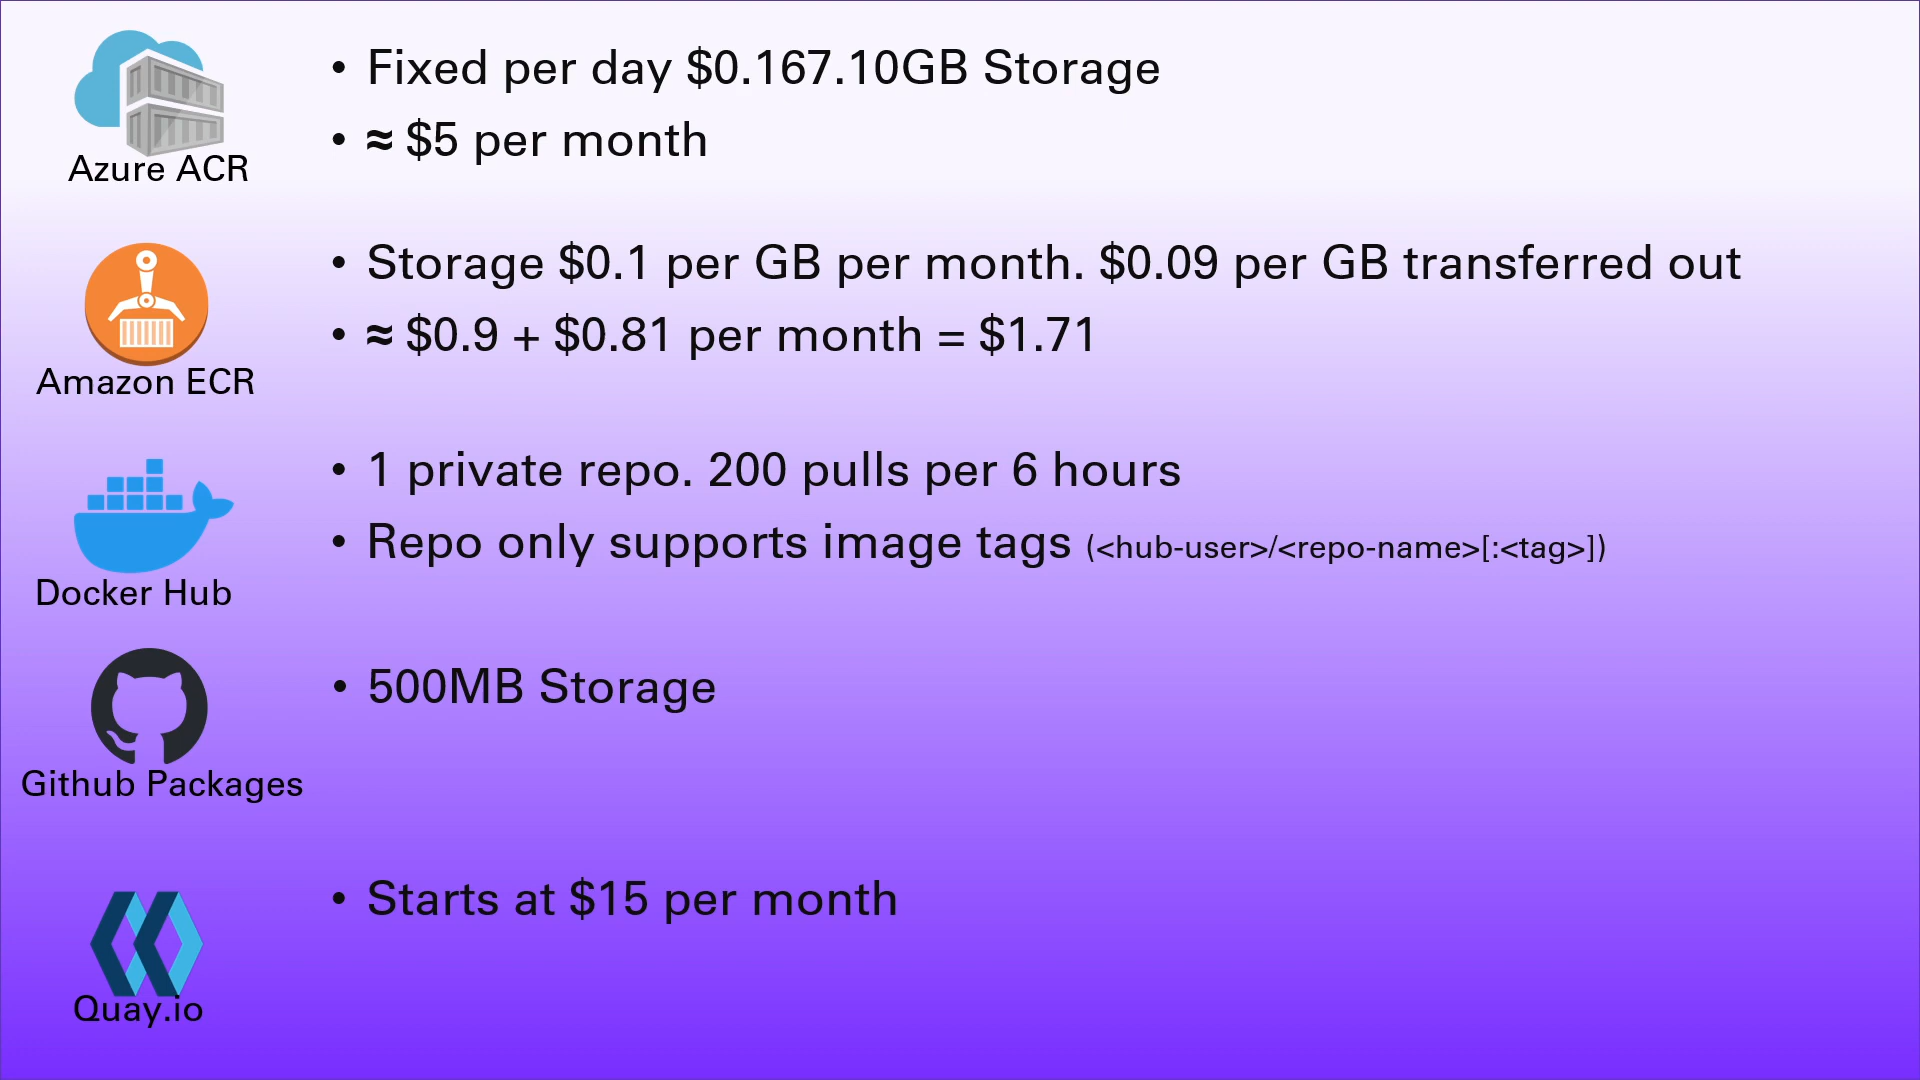 Azure ACR
• Fixed per day $0.167.10GB Storage
• ≈ $5 per month
Amazon ECR
• Storage $0.1 per GB per month. $0.09 per GB transferred out
• ≈ $0.9 + $0.81 per month = $1.71
Docker Hub
• 1 private repo. 200 pulls per 6 hours
• Repo only supports image tags (<hub-user>/<repo-name>[:<tag>])
Github Packages
• 500MB Storage
Quay.io
• Starts at $15 per month